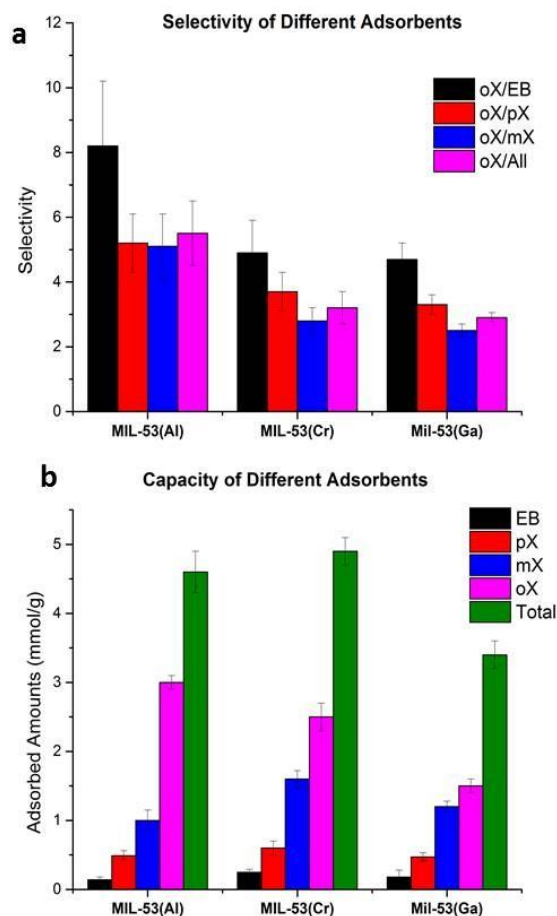 a
Selectivity of Different Adsorbents
12
10
8
6
4
2
0
Selectivity
oX/EB
oX/pX
oX/mX
oX/All
MIL-53(Al) MIL-53(Cr) Mil-53(Ga)
b
Capacity of Different Adsorbents
5
4
3
2
1
0
Adsorbed Amounts (mmol/g)
EB
pX
mX
oX
Total
MIL-53(Al) MIL-53(Cr) Mil-53(Ga)